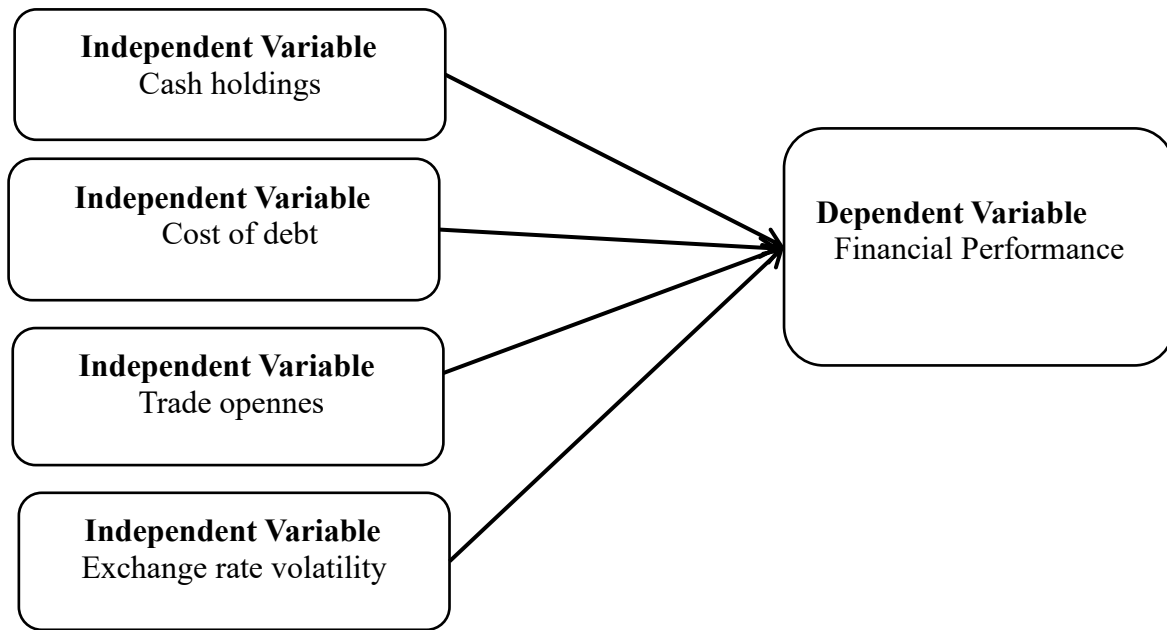 Independent Variable
Cash holdings
Independent Variable
Cost of debt
Independent Variable
Trade opennes
Independent Variable
Exchange rate volatility
Dependent Variable
Financial Performance